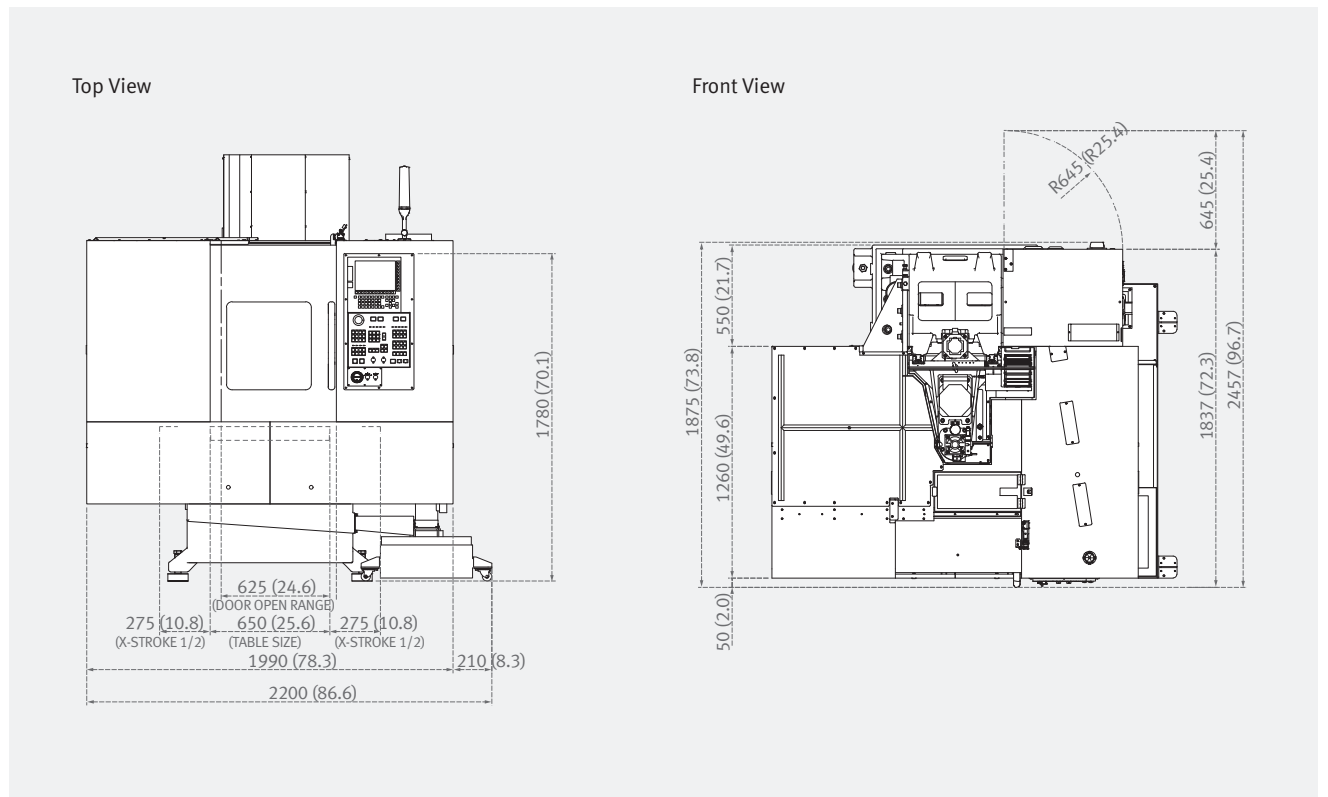 Top View
Front View
R645 (R25.4)
645 (25.4)
550 (21.7)
1780 (70.1)
1875 (73.8)
1260 (49.6)
1837 (72.3)
2457 (96.7)
50 (2.0)
625 (24.6)
(DOOR OPEN RANGE)
275 (10.8) 650 (25.6) 275 (10.8)
(X-STROKE 1/2) (TABLE SIZE) (X-STROKE 1/2)
1990 (78.3) 210 (8.3)
2200 (86.6)